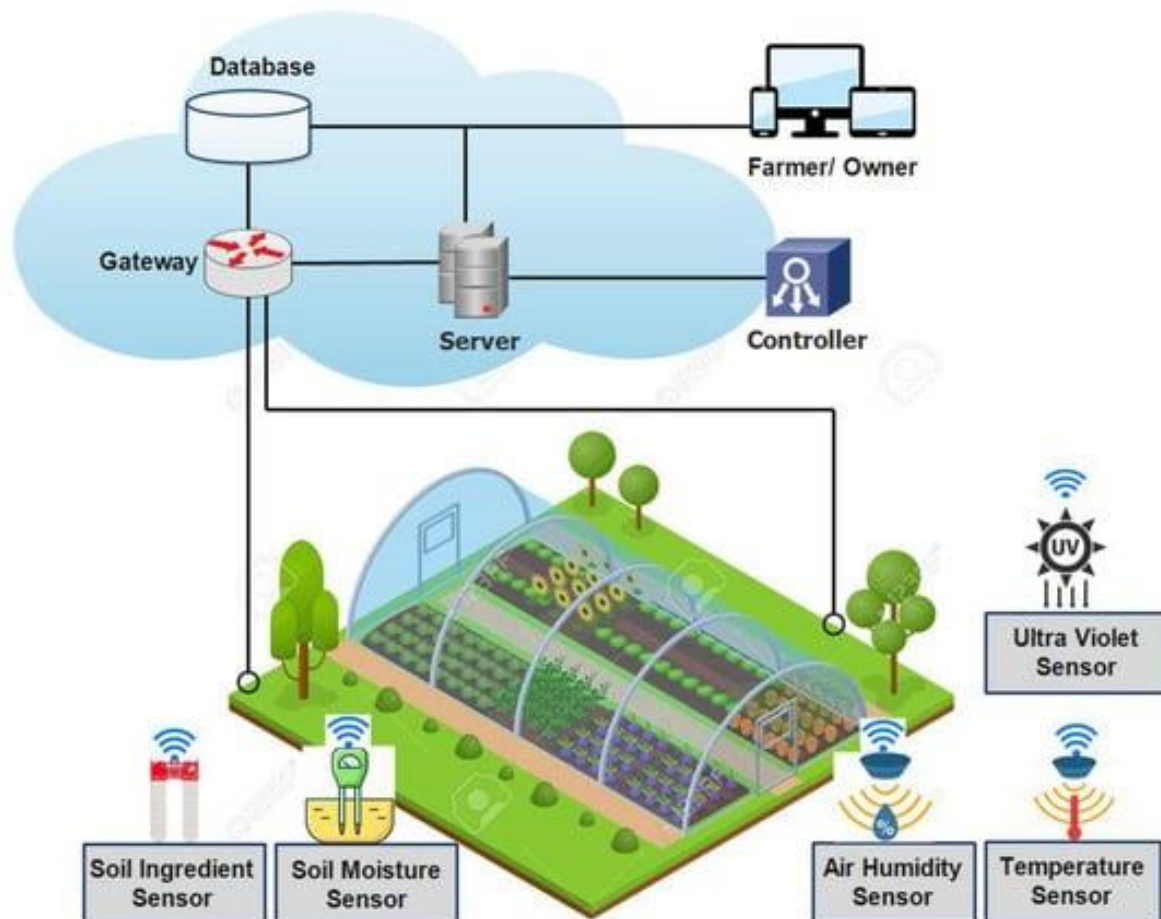 Database
Farmer/ Owner
Gateway
Server
Controller
UV
Ultra Violet
Sensor
%
Soil Ingredient
Sensor
Soil Moisture
Sensor
Air Humidity
Sensor
Temperature
Sensor